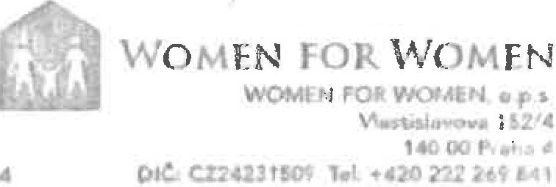 WOMEN FOR WOMEN
WOMEN FOR WOMEN, o.p.s.
Vlastislavova 152/4
140 00 Praha 4
4 DIČ: CZ24231509 Tel. +420 222 269 841